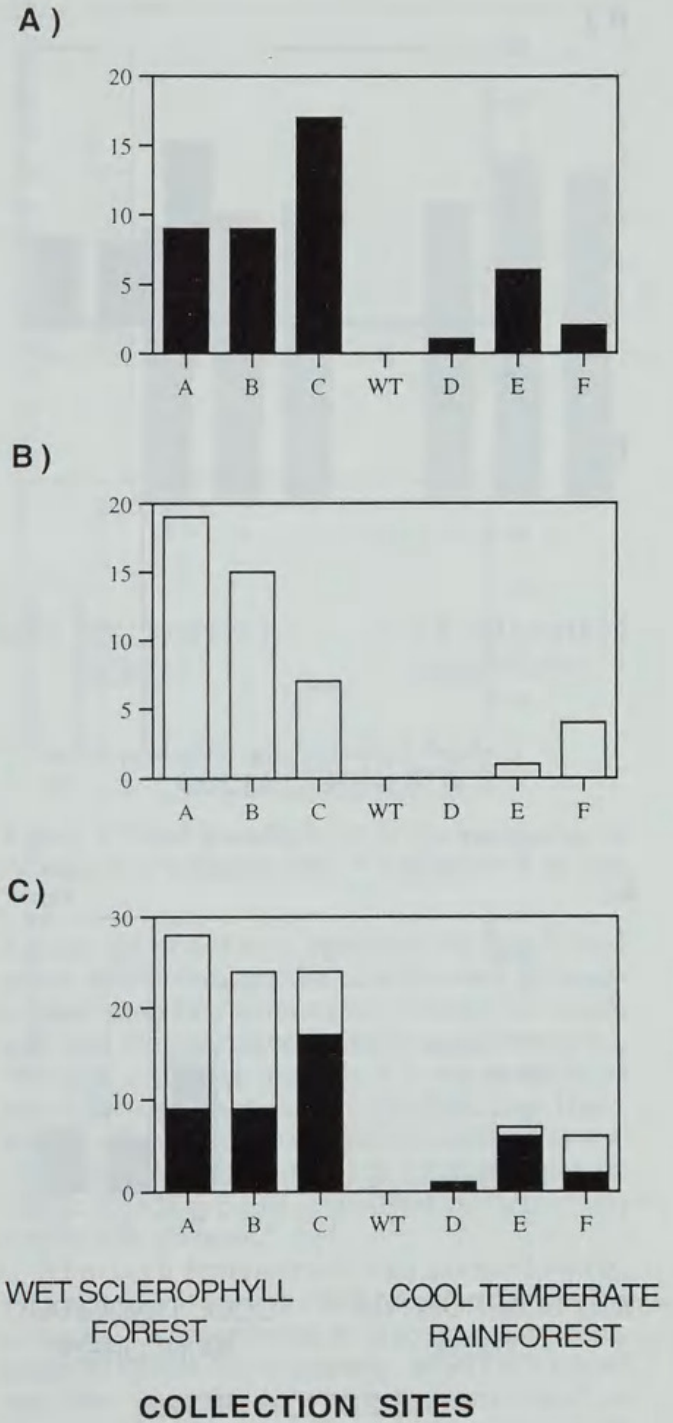 A )
20
15
10
5
0
A B C WT D E F
B )
20
15
10
5
0
A B C WT D E F
C )
30
20
10
0
A B C WT D E F
WET SCLEROPHYLL
FOREST
COOL TEMPERATE
RAINFOREST
COLLECTION SITES